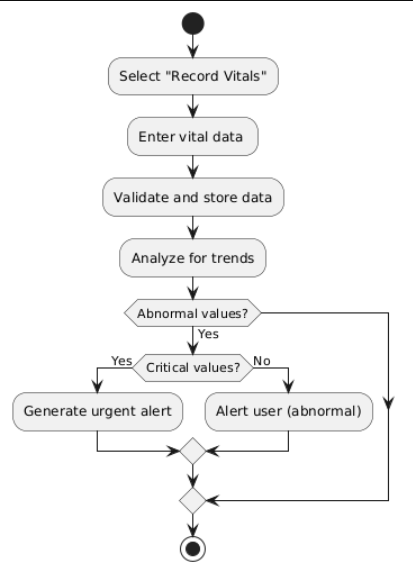 Select "Record Vitals"
Enter vital data
Validate and store data
Analyze for trends
Abnormal values?
Yes
Yes
Critical values?
No
Generate urgent alert
Alert user (abnormal)